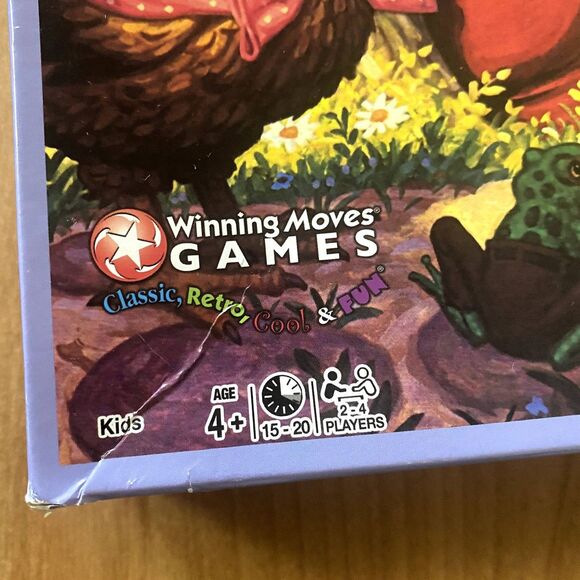 Winning Moves®
GAMES
Classic, Retro, Cool & FUN®
Kids
AGE
4+
15-20
2-4
PLAYERS